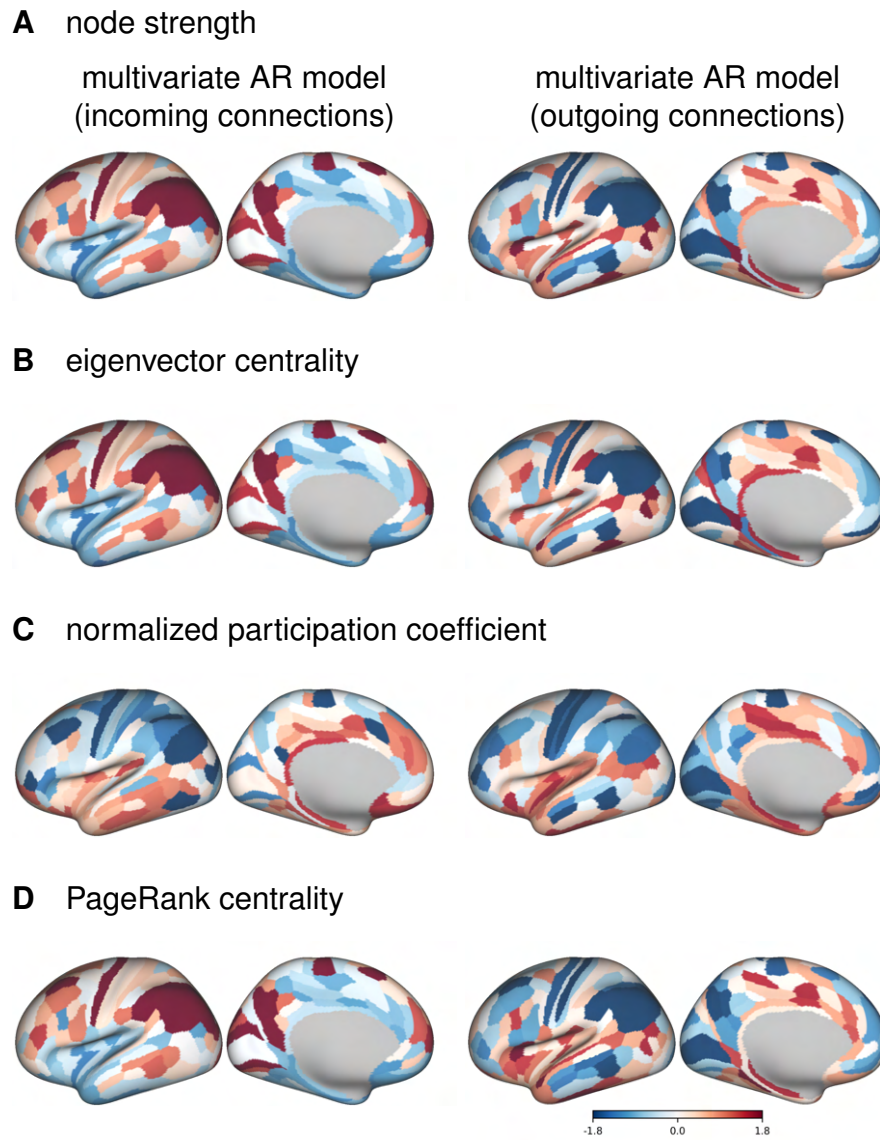 A node strength
multivariate AR model
(incoming connections)
multivariate AR model
(outgoing connections)
B eigenvector centrality
C normalized participation coefficient
D PageRank centrality
-1.8 0.0 1.8